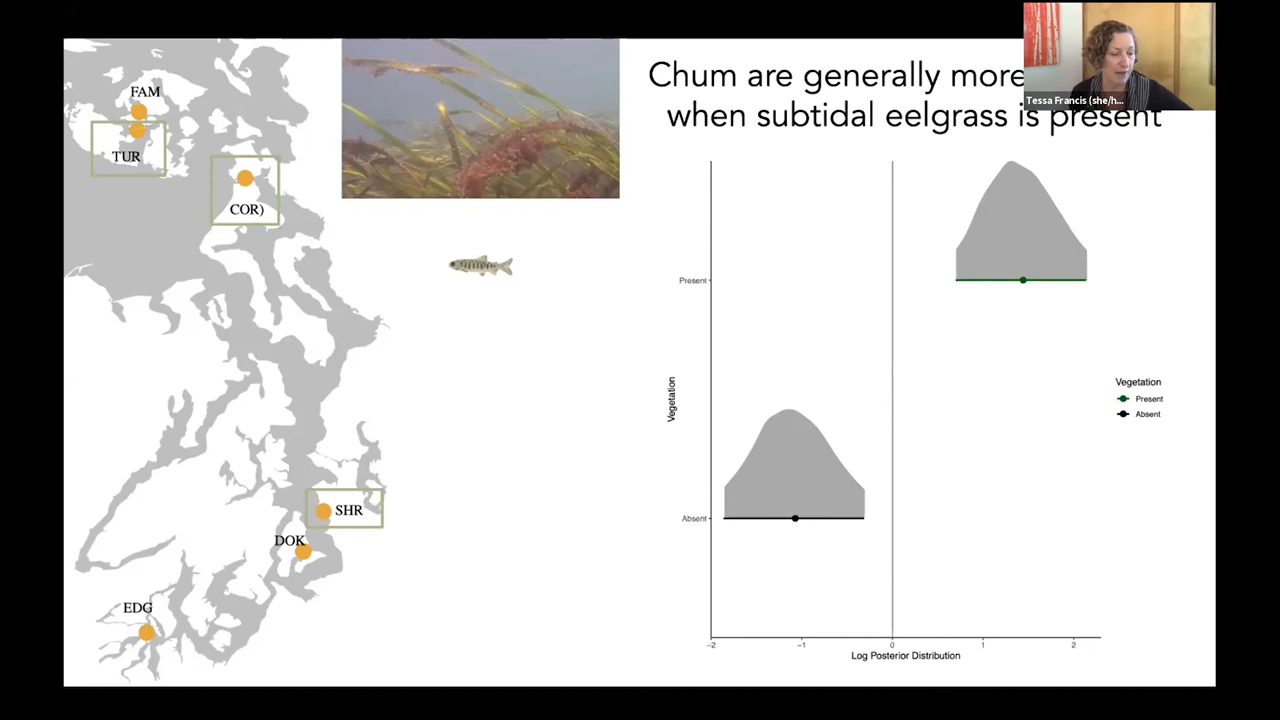 FAM
TUR
COR)
SHR
DOK
EDG
Chum are generally more
when subtidal eelgrass is present
Tessa Francis (she/h...
Present
Absent
Vegetation
−2
−1
0
1
2
Log Posterior Distribution
Vegetation
Present
Absent